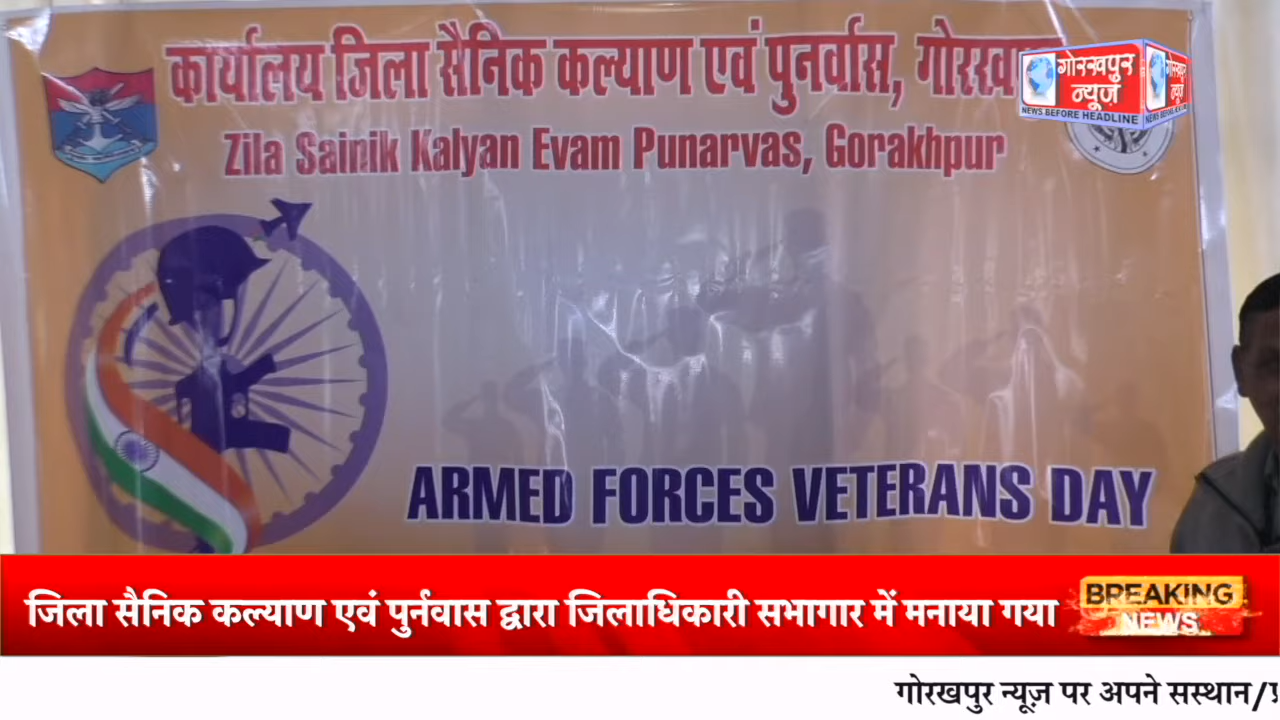 कार्यालय जिला सैनिक कल्याण एवं पुनर्वास,
Zila Sainik Kalyan Evam Punarvas, Gorakhpur
गोरखपुर
न्यूज़
NEWS BEFORE HEADLINE
ARMED FORCES VETERANS DAY
जिला सैनिक कल्याण एवं पुर्नवास द्वारा जिलाधिकारी सभागार में मनाया गया
BREAKING
NEWS
गोरखपुर न्यूज़ पर अपने सस्थान/